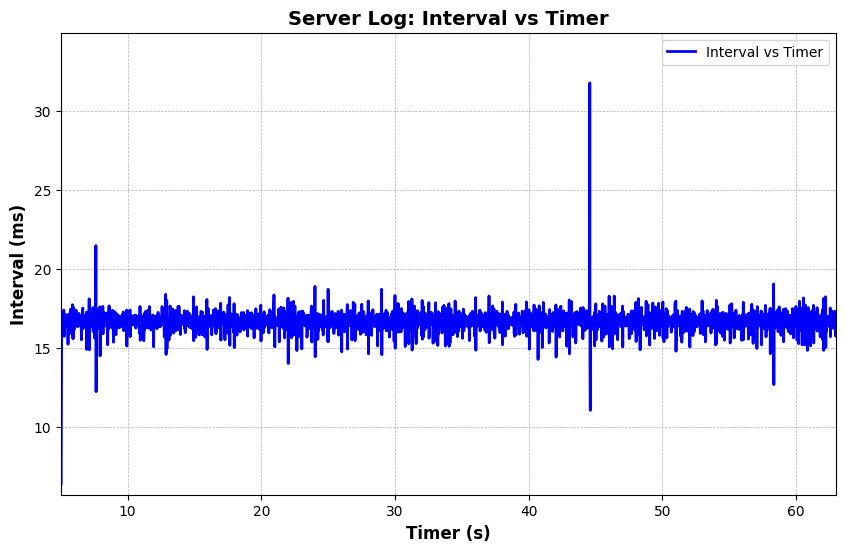 Server Log: Interval vs Timer
Interval vs Timer
Interval (ms)
30
25
20
15
10
10 20 30 40 50 60
Timer (s)